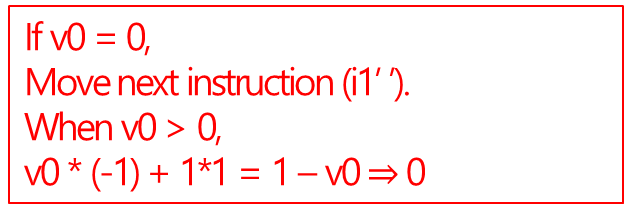 If v0 = 0,
Move next instruction (i1’ ’).
When v0 > 0,
v0 * (-1) + 1*1 = 1 – v0 ⇒ 0